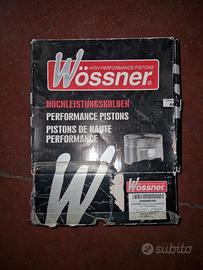 HIGH PERFORMANCE PISTONS
Wössner®
HOCHLEISTUNGSKOLBEN
PERFORMANCE PISTONS
PISTONS DE HAUTE
PERFORMANCE
W
Wössner
subito